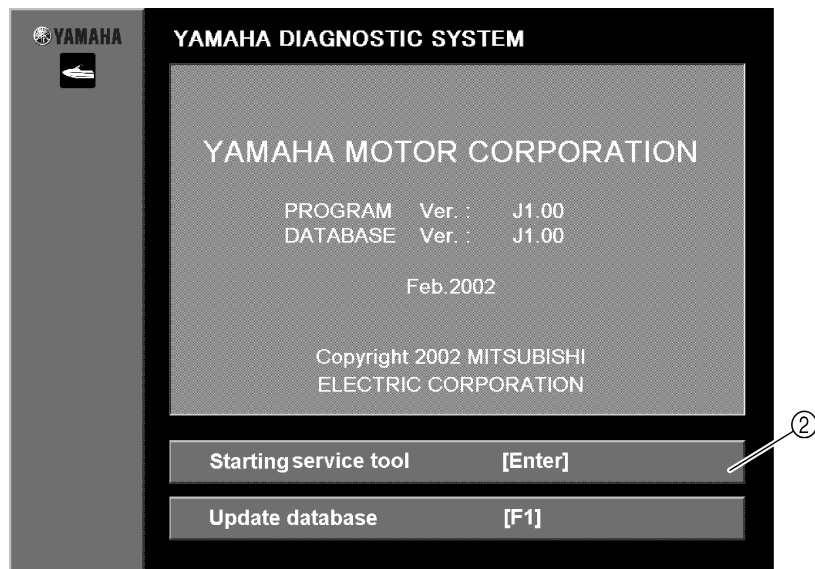 YAMAHA
YAMAHA DIAGNOSTIC SYSTEM
YAMAHA MOTOR CORPORATION
PROGRAM Ver. : J1.00
DATABASE Ver. : J1.00
Feb.2002
Copyright 2002 MITSUBISHI
ELECTRIC CORPORATION
Starting service tool [Enter]
②
Update database [F1]